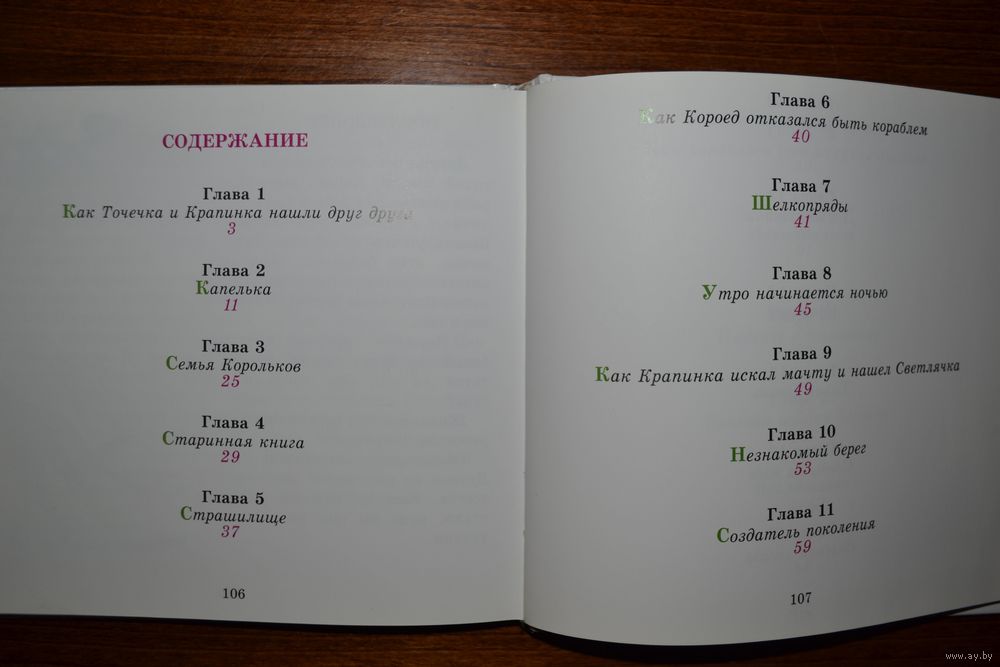 СОДЕРЖАНИЕ
Глава 1
Как Точечка и Крапинка нашли друг друга
3
Глава 2
Капелька
11
Глава 3
Семья Корольков
25
Глава 4
Старинная книга
29
Глава 5
Страшилище
37
106
Глава 6
Как Короед отказался быть кораблем
40
Глава 7
Шелкопряды
41
Глава 8
Утро начинается ночью
45
Глава 9
Как Крапинка искал мачту и нашел Светлячка
49
Глава 10
Незнакомый берег
53
Глава 11
Создатель поколения
59
107
www.ay.by